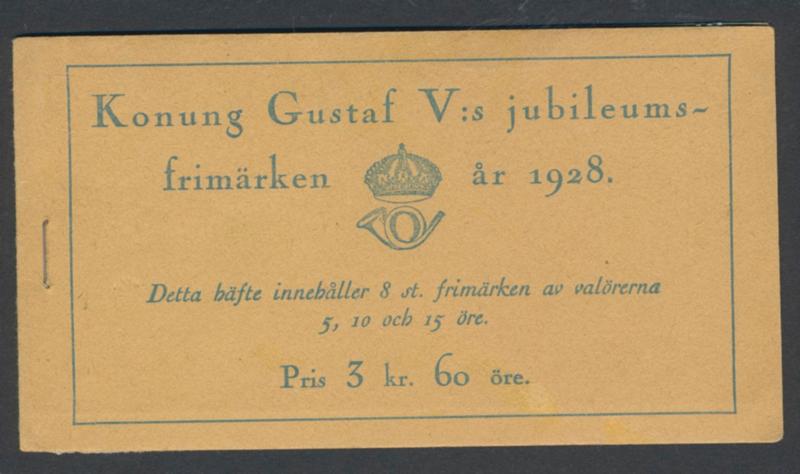 Konung Gustaf V:s jubileums-
frimärken år 1928.
Detta häfte innehåller 8 st. frimärken av valörerna
5, 10 och 15 öre.
Pris 3 kr. 60 öre.